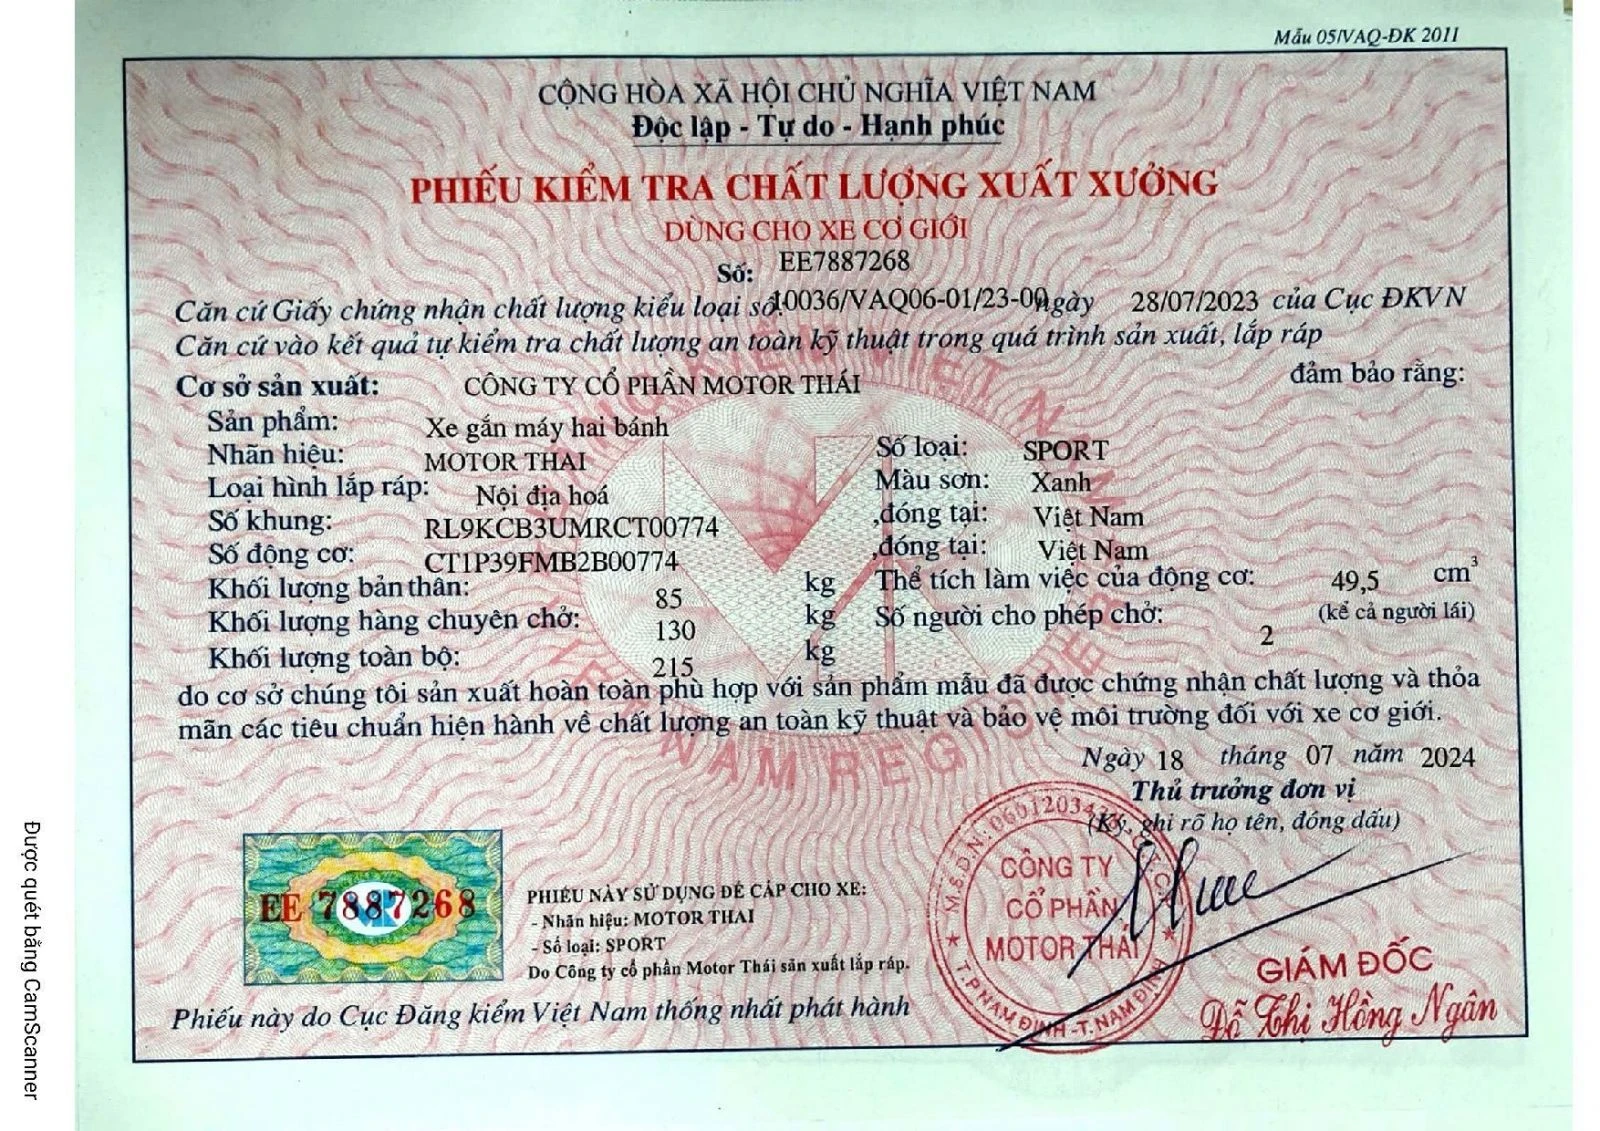 Mẫu 05/VAQ-ĐK 2011
CỘNG HÒA XÃ HỘI CHỦ NGHĨA VIỆT NAM
Độc lập - Tự do - Hạnh phúc
PHIẾU KIỂM TRA CHẤT LƯỢNG XUẤT XƯỞNG
DÙNG CHO XE CƠ GIỚI
Số: EE7887268
Căn cứ Giấy chứng nhận chất lượng kiểu loại số: 0036/VAQ06-01/23-00 ngày 28/07/2023 của Cục ĐKVN
Căn cứ vào kết quả tự kiểm tra chất lượng an toàn kỹ thuật trong quá trình sản xuất, lắp ráp
Cơ sở sản xuất: CÔNG TY CỔ PHẦN MOTOR THÁI đảm bảo rằng:
Sản phẩm: Xe gắn máy hai bánh
Nhãn hiệu: MOTOR THAI Số loại: SPORT
Loại hình lắp ráp: Nội địa hoá Màu sơn: Xanh
Số khung: RL9KCB3UMRCT00774 ,đóng tại: Việt Nam
Số động cơ: CT1P39FMB2B00774 ,đóng tại: Việt Nam
Khối lượng bản thân: 85 kg Thể tích làm việc của động cơ: 49,5 cm³
Khối lượng hàng chuyên chở: 130 kg Số người cho phép chở: 2 (kể cả người lái)
Khối lượng toàn bộ: 215 kg
do cơ sở chúng tôi sản xuất hoàn toàn phù hợp với sản phẩm mẫu đã được chứng nhận chất lượng và thỏa
mãn các tiêu chuẩn hiện hành về chất lượng an toàn kỹ thuật và bảo vệ môi trường đối với xe cơ giới.
Ngày 18 tháng 07 năm 2024
Thủ trưởng đơn vị
(Ký, ghi rõ họ tên, đóng dấu)
CÔNG TY
CỔ PHẦN
MOTOR THÁI
T.P NAM ĐỊNH - T. NAM ĐỊNH
EE 7887268
PHIẾU NÀY SỬ DỤNG ĐỂ CẤP CHO XE:
- Nhãn hiệu: MOTOR THAI
- Số loại: SPORT
Do Công ty cổ phần Motor Thái sản xuất lắp ráp.
GIÁM ĐỐC
Đỗ Thị Hồng Ngân
Phiếu này do Cục Đăng kiểm Việt Nam thống nhất phát hành
Được quét bằng CamScanner